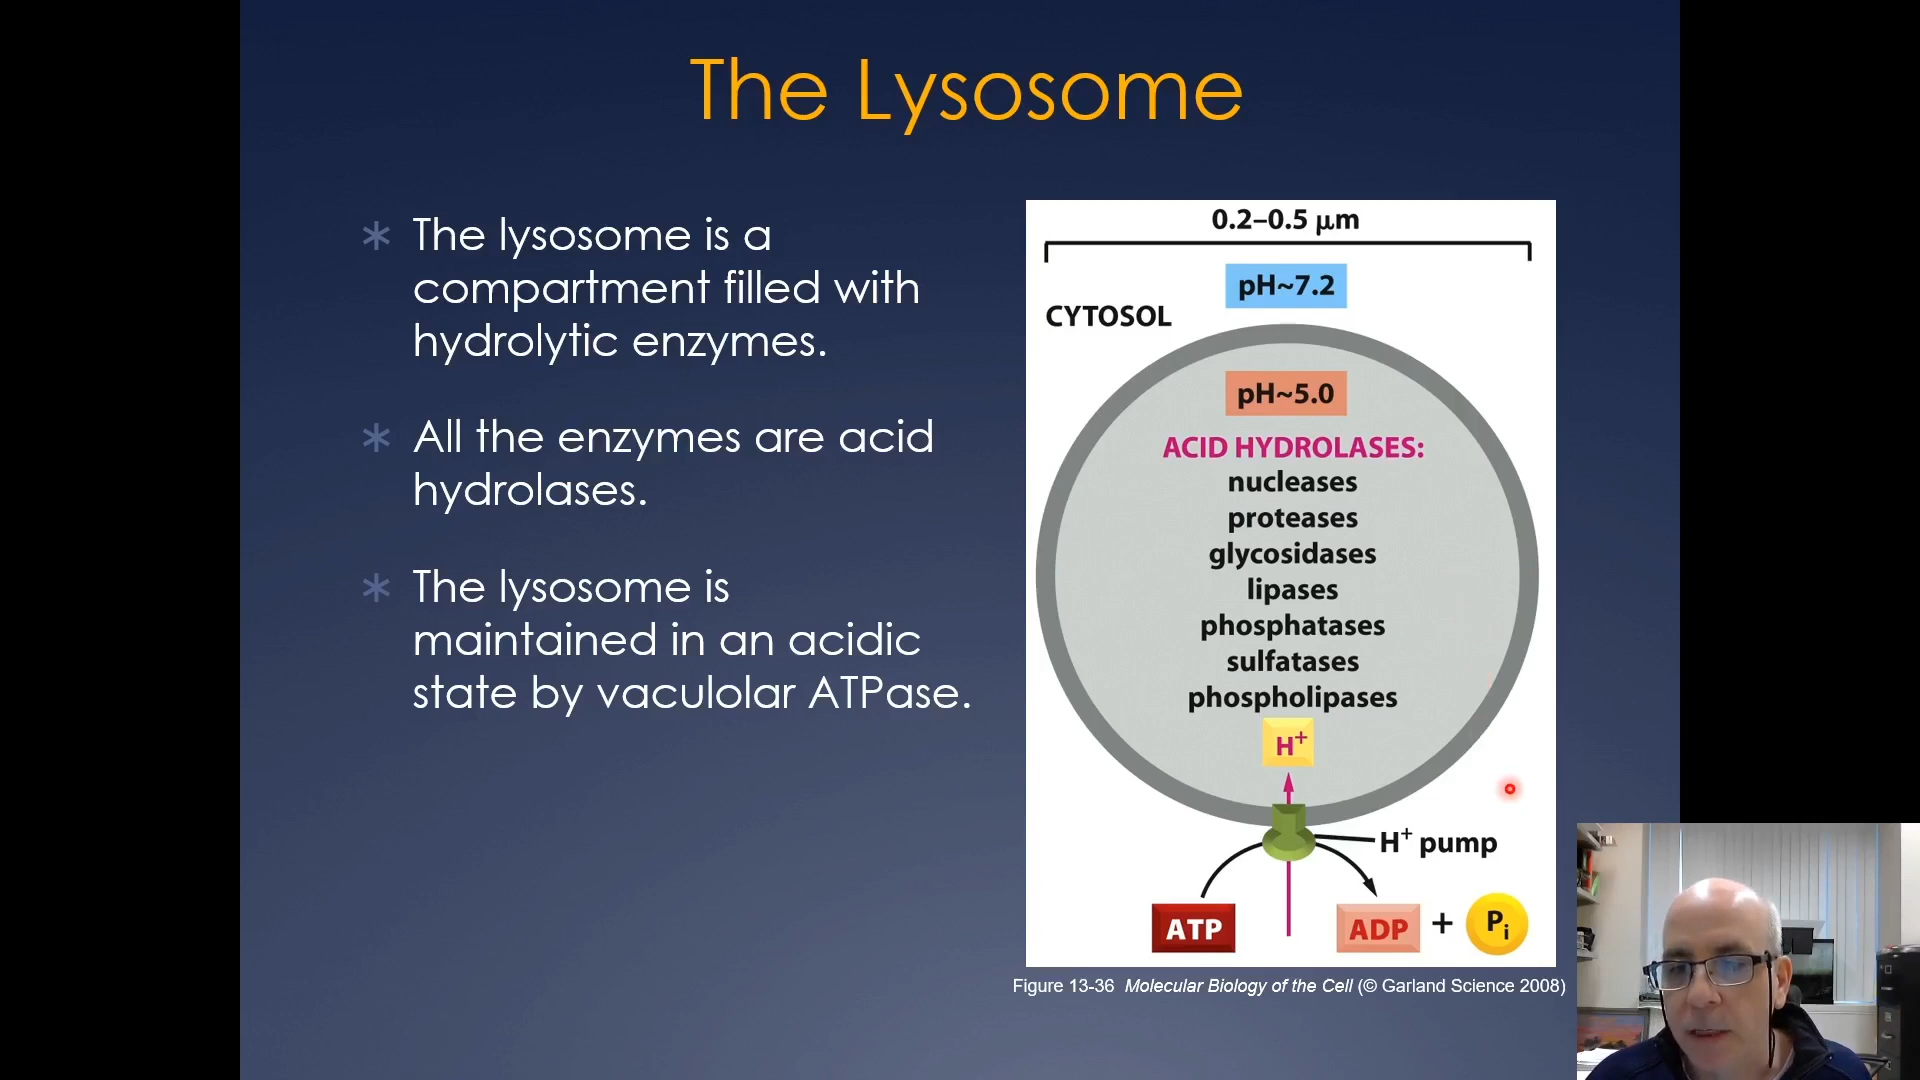 The Lysosome
The lysosome is a
compartment filled with
hydrolytic enzymes.
All the enzymes are acid
hydrolases.
The lysosome is
maintained in an acidic
state by vaculolar ATPase.
0.2–0.5 μm
pH~7.2
CYTOSOL
pH~5.0
ACID HYDROLASES:
nucleases
proteases
glycosidases
lipases
phosphatases
sulfatases
phospholipases
H⁺
H⁺ pump
ATP
ADP + Pᵢ
Figure 13-36 Molecular Biology of the Cell (© Garland Science 2008)